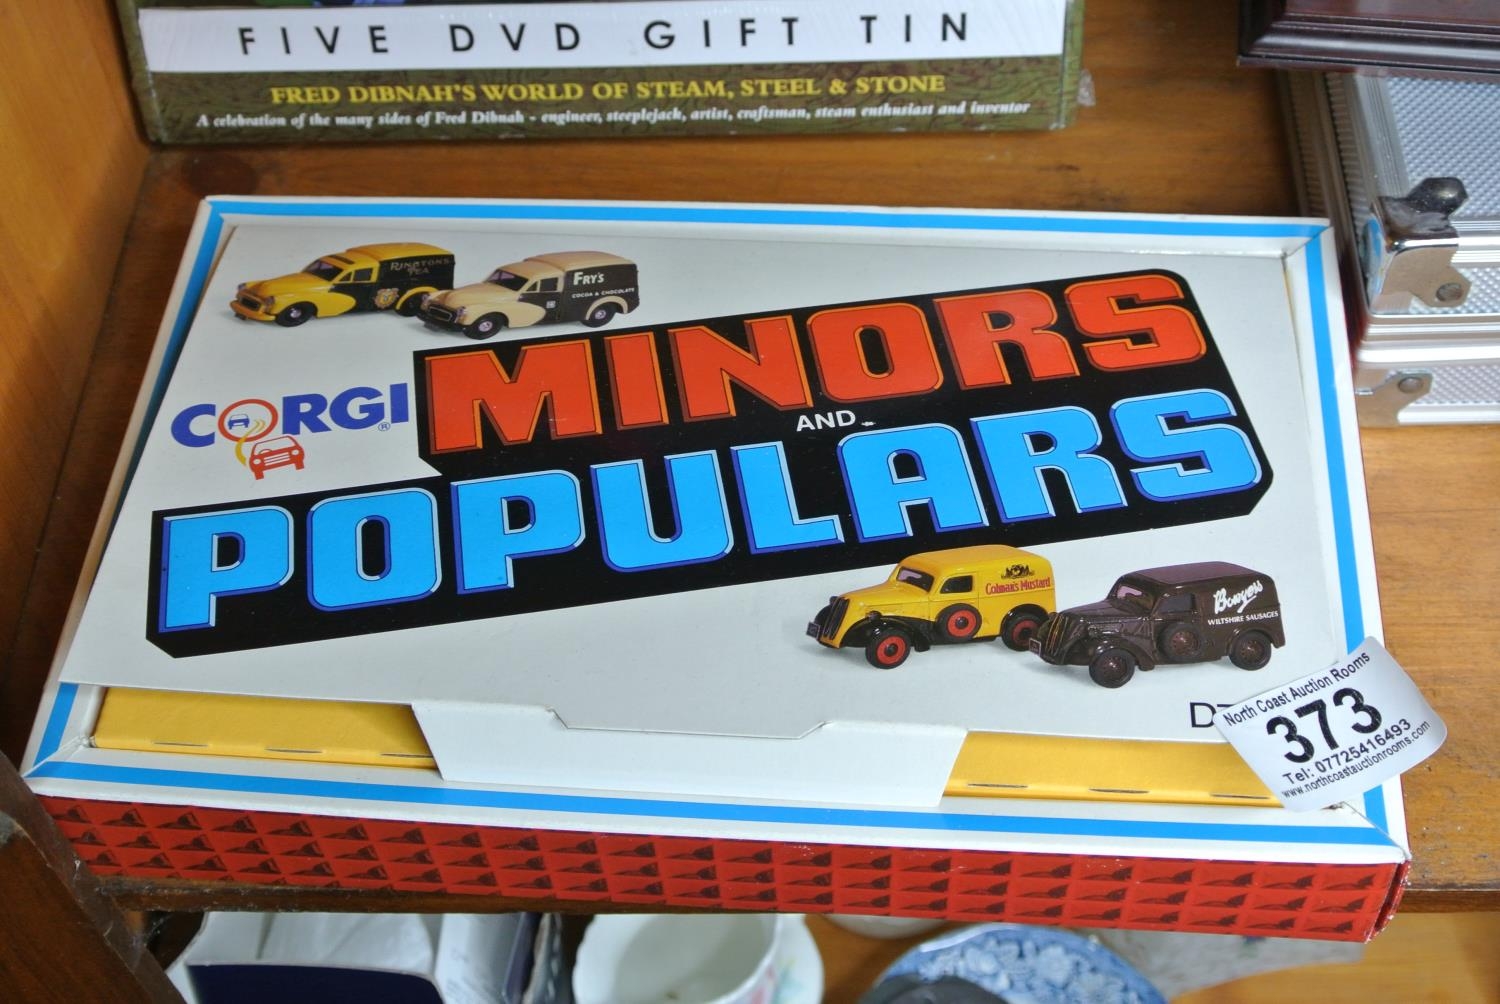 FIVE DVD GIFT TIN
FRED DIBNAH'S WORLD OF STEAM, STEEL & STONE
A celebration of the many sides of Fred Dibnah - engineer, steeplejack, artist, craftsman, steam enthusiast and inventor
RINGTONS
TEA
FRY'S
COCOA & CHOCOLATE
CORGI®
MINORS
AND
POPULARS
Colman's Mustard
Bowyers
WILTSHIRE SAUSAGES
North Coast Auction Rooms
373
Tel: 07725416493
www.northcoastauctionrooms.com